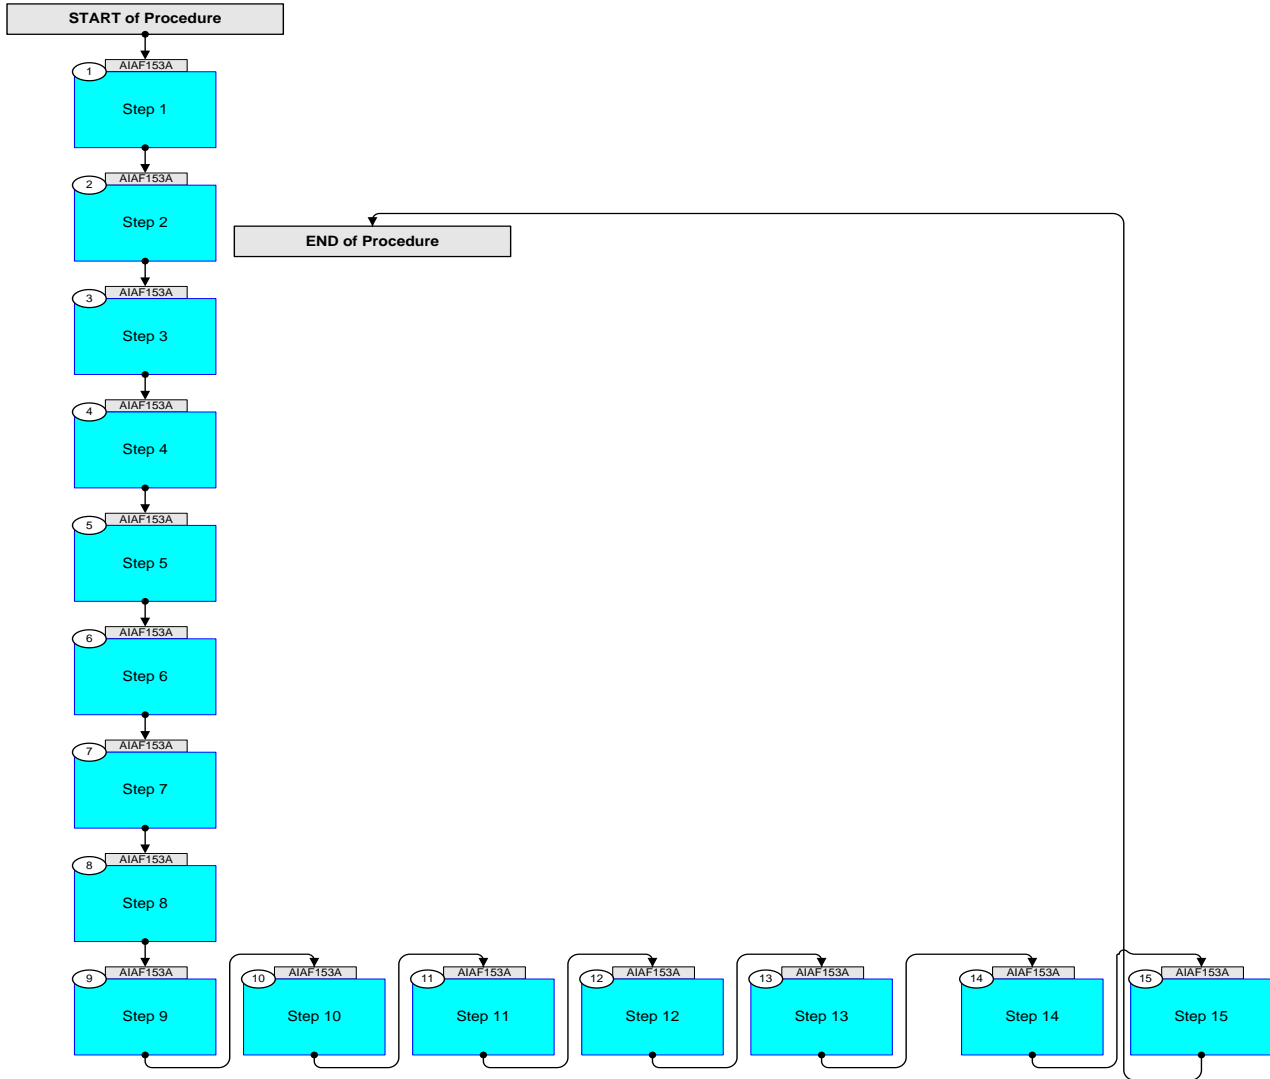 START of Procedure
AIAF153A
1
Step 1
AIAF153A
2
Step 2
END of Procedure
AIAF153A
3
Step 3
AIAF153A
4
Step 4
AIAF153A
5
Step 5
AIAF153A
6
Step 6
AIAF153A
7
Step 7
AIAF153A
8
Step 8
AIAF153A
9
Step 9
AIAF153A
10
Step 10
AIAF153A
11
Step 11
AIAF153A
12
Step 12
AIAF153A
13
Step 13
AIAF153A
14
Step 14
AIAF153A
15
Step 15